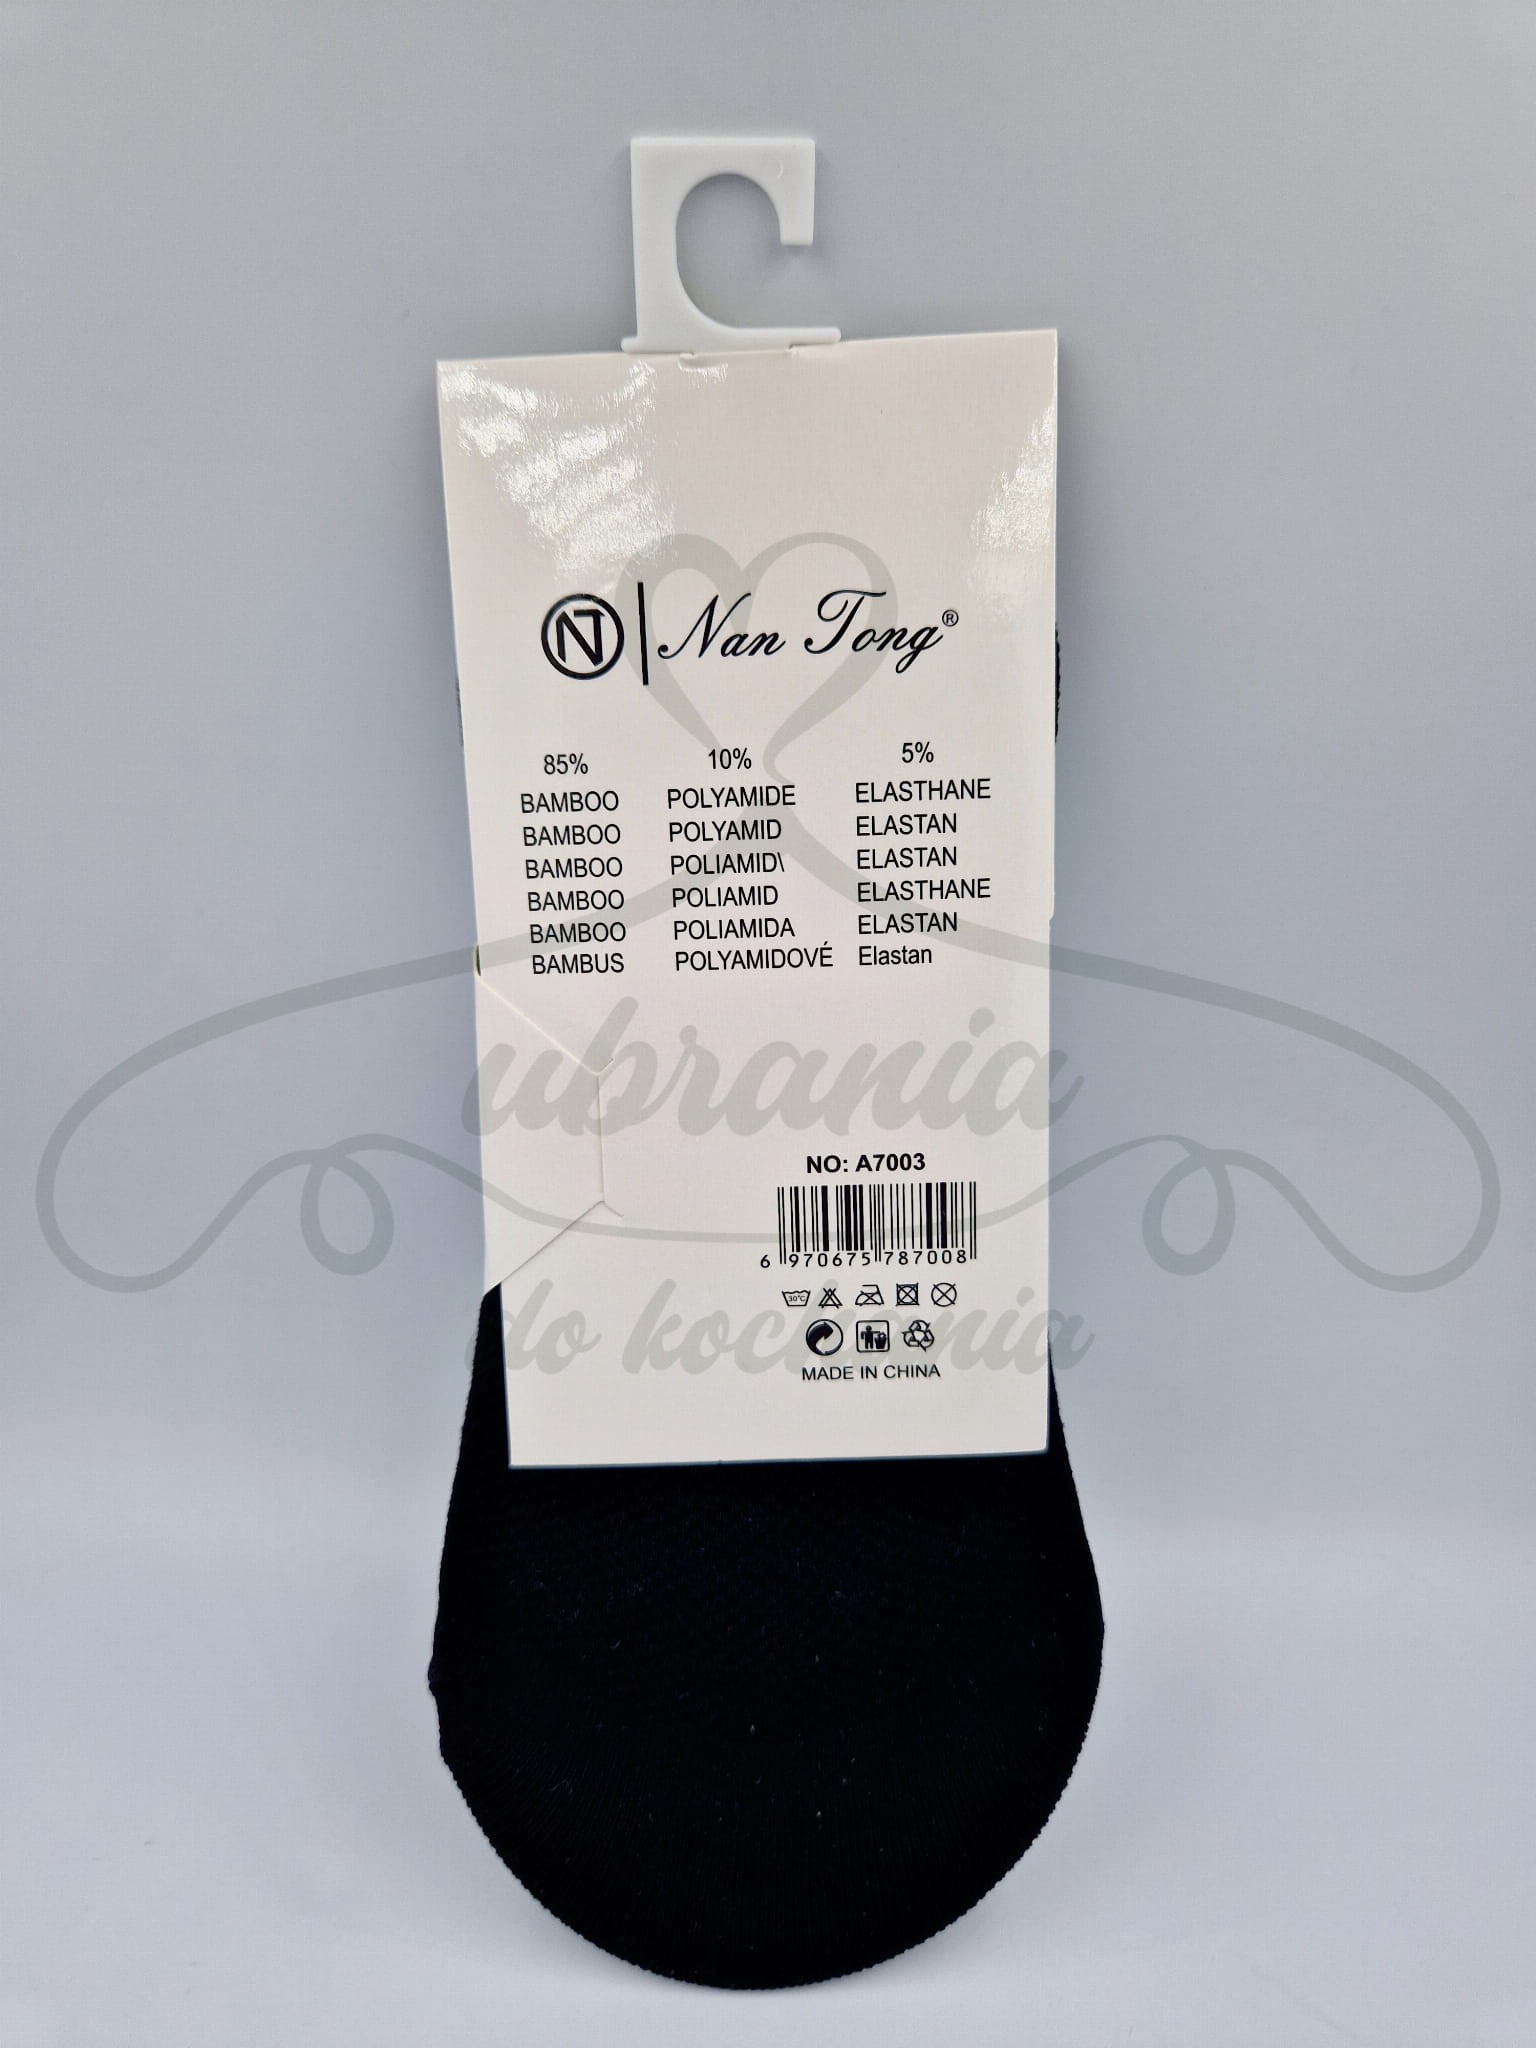 NT | Nan Tong®
85% 10% 5%
BAMBOO POLYAMIDE ELASTHANE
BAMBOO POLYAMID ELASTAN
BAMBOO POLIAMID\ ELASTAN
BAMBOO POLIAMID ELASTHANE
BAMBOO POLIAMIDA ELASTAN
BAMBUS POLYAMIDOVÉ Elastan
ubrania
NO: A7003
6 970675 787008
30°C
do kochania
MADE IN CHINA